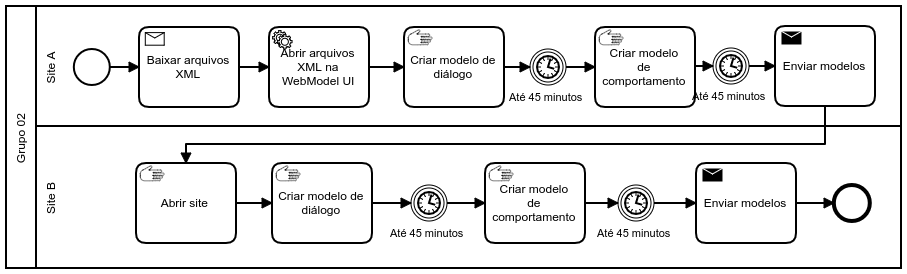 Grupo 02
Site A
Baixar arquivos
XML
Abrir arquivos
XML na
WebModel UI
Criar modelo de
diálogo
Até 45 minutos
Criar modelo
de
comportamento
Até 45 minutos
Enviar modelos
Site B
Abrir site
Criar modelo de
diálogo
Até 45 minutos
Criar modelo
de
comportamento
Até 45 minutos
Enviar modelos